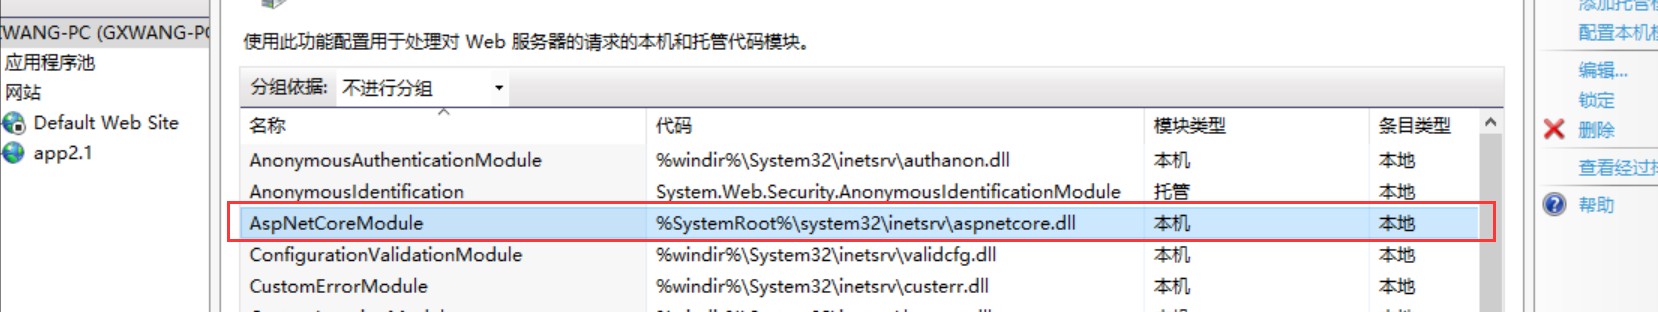 WANG-PC (GXWANG-PC
应用程序池
网站
Default Web Site
app2.1
使用此功能配置用于处理对 Web 服务器的请求的本机和托管代码模块。
分组依据: 不进行分组
名称 代码 模块类型 条目类型
AnonymousAuthenticationModule %windir%\System32\inetsrv\authanon.dll 本机 本地
AnonymousIdentification System.Web.Security.AnonymousIdentificationModule 托管 本地
AspNetCoreModule %SystemRoot%\system32\inetsrv\aspnetcore.dll 本机 本地
ConfigurationValidationModule %windir%\System32\inetsrv\validcfg.dll 本机 本地
CustomErrorModule %windir%\System32\inetsrv\custerr.dll 本机 本地
添加托管模
配置本机模
编辑...
锁定
删除
查看经过排
帮助